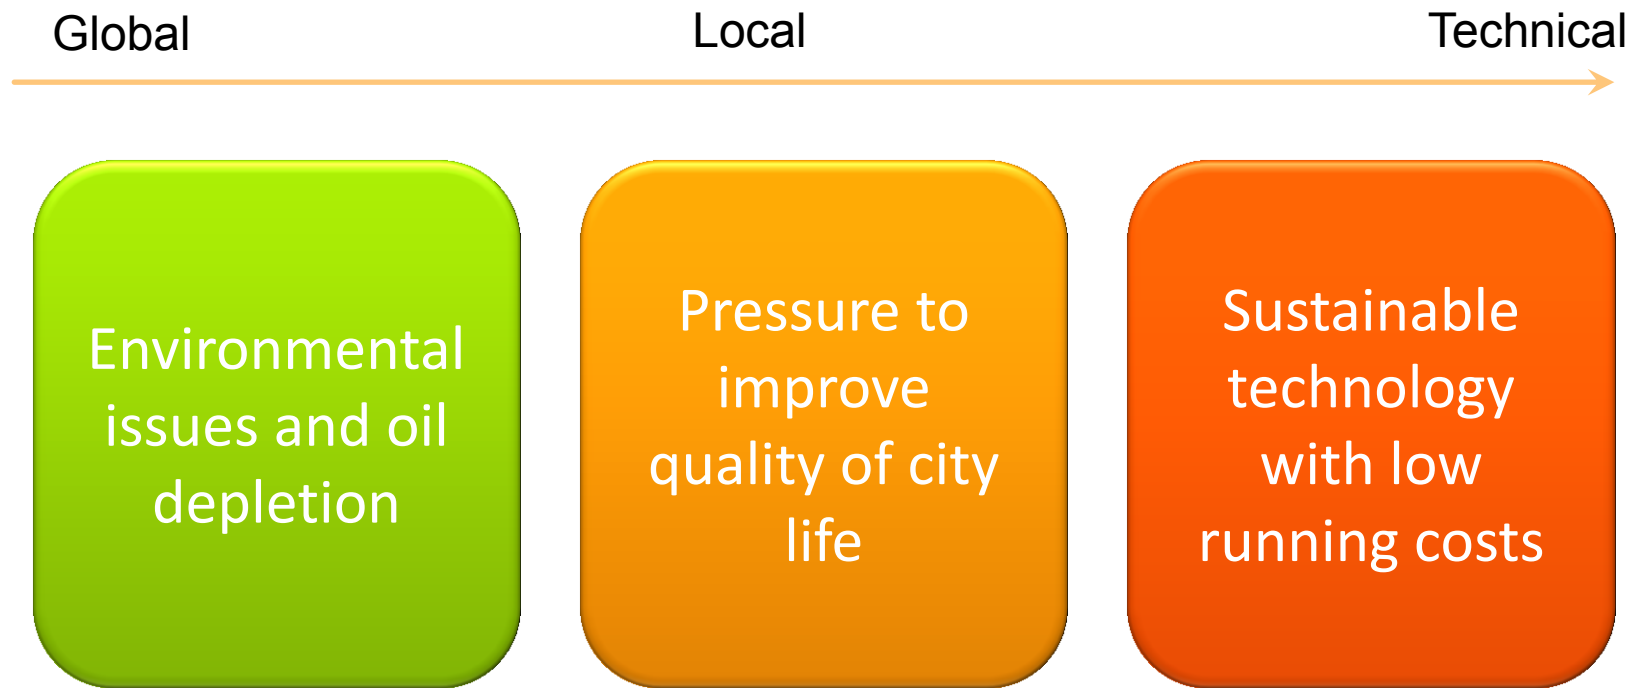 Global
Local
Technical
Environmental
issues and oil
depletion
Pressure to
improve
quality of city
life
Sustainable
technology
with low
running costs